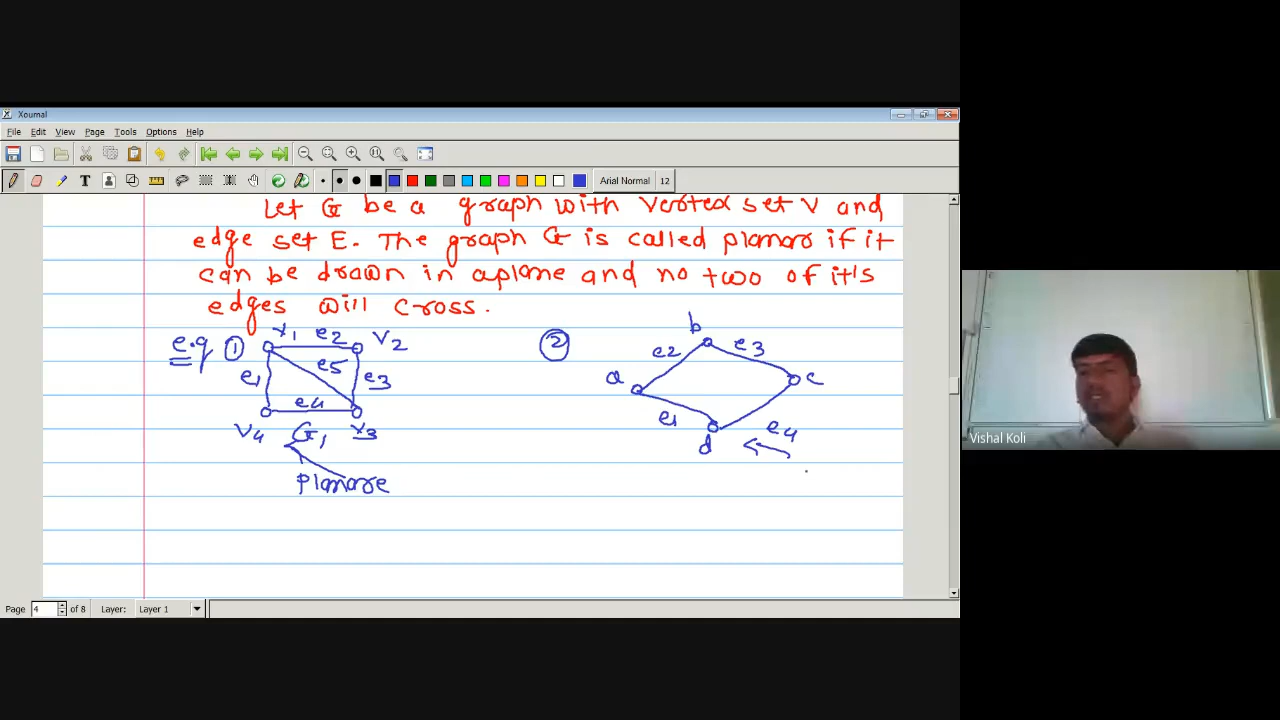 Xournal
File Edit View Page Tools Options Help
Arial Normal 12
Let G be a graph with vertex set V and
edge set E. The graph G is called planar if it
can be drawn in a plane and no two of it's
edges will cross.
e.g ① v1 e2 v2
e1 e5 e3
e4
v4 G1 v3
planare
② b
e2 e3
a c
e1 e4
d
Vishal Koli
Page 4 of 8 Layer: Layer 1